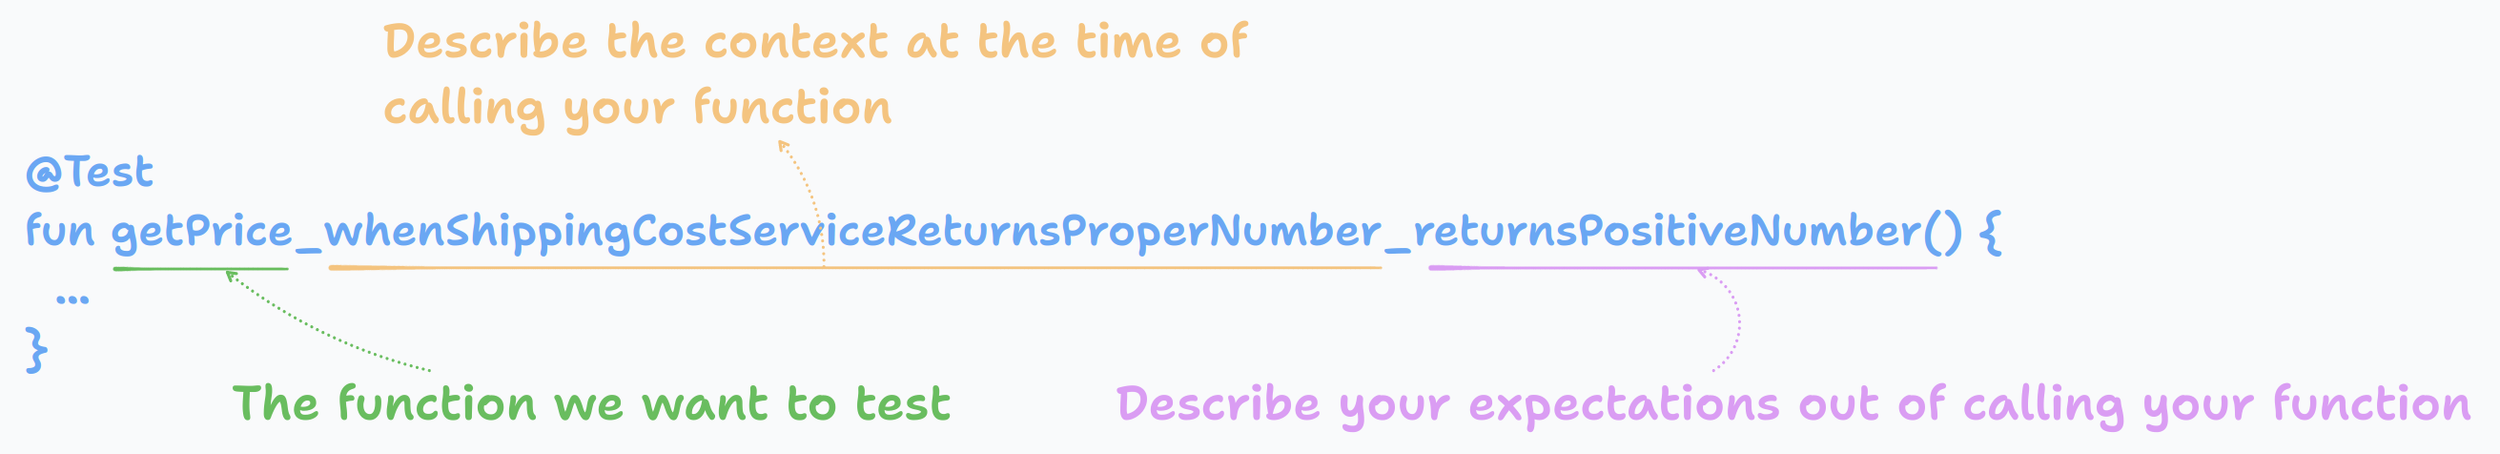 Describe the context at the time of
calling your function
@Test
fun getPrice_whenShippingCostServiceReturnsProperNumber_returnsPositiveNumber() {
...
}
The function we want to test
Describe your expectations out of calling your function